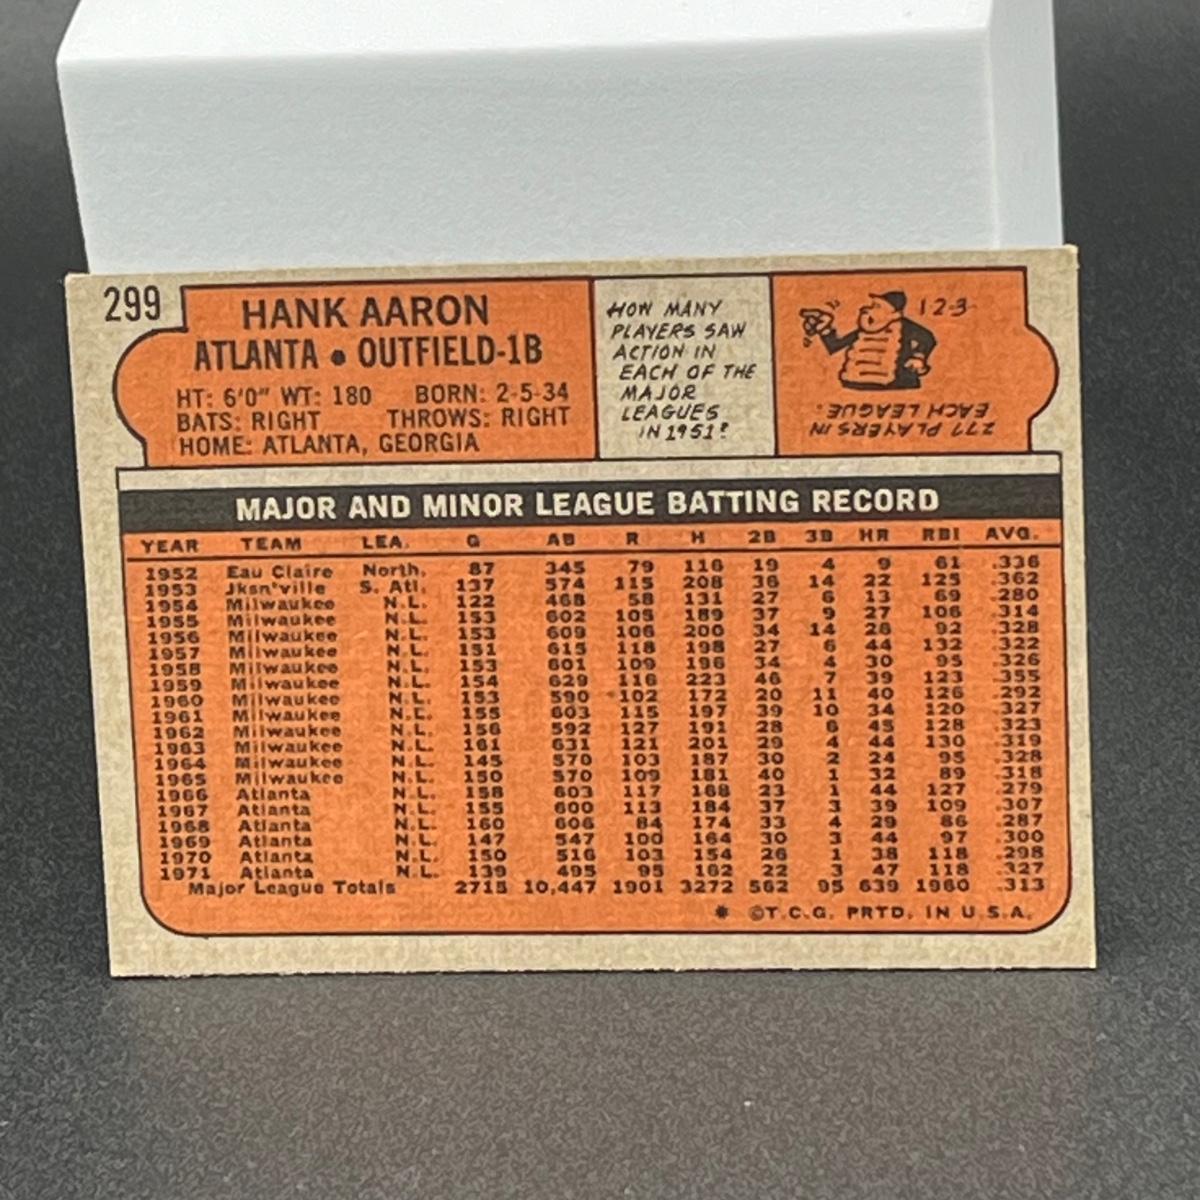 299
HANK AARON
ATLANTA • OUTFIELD-1B
HT: 6'0" WT: 180 BORN: 2-5-34
BATS: RIGHT THROWS: RIGHT
HOME: ATLANTA, GEORGIA
HOW MANY
PLAYERS SAW
ACTION IN
EACH OF THE
MAJOR
LEAGUES
IN 1951?
1-2-3-
277 PLAYERS IN
EACH LEAGUE.
MAJOR AND MINOR LEAGUE BATTING RECORD
YEAR TEAM LEA. G AB R H 2B 3B HR RBI AVG.
1952 Eau Claire North. 87 345 79 116 19 4 9 61 .336
1953 Jksn'ville S. Atl. 137 574 115 208 36 14 22 125 .362
1954 Milwaukee N.L. 122 468 58 131 27 6 13 69 .280
1955 Milwaukee N.L. 153 602 105 189 37 9 27 106 .314
1956 Milwaukee N.L. 153 609 106 200 34 14 26 92 .328
1957 Milwaukee N.L. 151 615 118 198 27 6 44 132 .322
1958 Milwaukee N.L. 153 601 109 196 34 4 30 95 .326
1959 Milwaukee N.L. 154 629 116 223 46 7 39 123 .355
1960 Milwaukee N.L. 153 590 102 172 20 11 40 126 .292
1961 Milwaukee N.L. 155 603 115 197 39 10 34 120 .327
1962 Milwaukee N.L. 156 592 127 191 28 6 45 128 .323
1963 Milwaukee N.L. 161 631 121 201 29 4 44 130 .319
1964 Milwaukee N.L. 145 570 103 187 30 2 24 95 .328
1965 Milwaukee N.L. 150 570 109 181 40 1 32 89 .318
1966 Atlanta N.L. 158 603 117 168 23 1 44 127 .279
1967 Atlanta N.L. 155 600 113 184 37 3 39 109 .307
1968 Atlanta N.L. 160 606 84 174 33 4 29 86 .287
1969 Atlanta N.L. 147 547 100 164 30 3 44 97 .300
1970 Atlanta N.L. 150 516 103 154 26 1 38 118 .298
1971 Atlanta N.L. 139 495 95 162 22 3 47 118 .327
Major League Totals 2715 10,447 1901 3272 562 95 639 1960 .313
* ©T.C.G. PRTD. IN U.S.A.